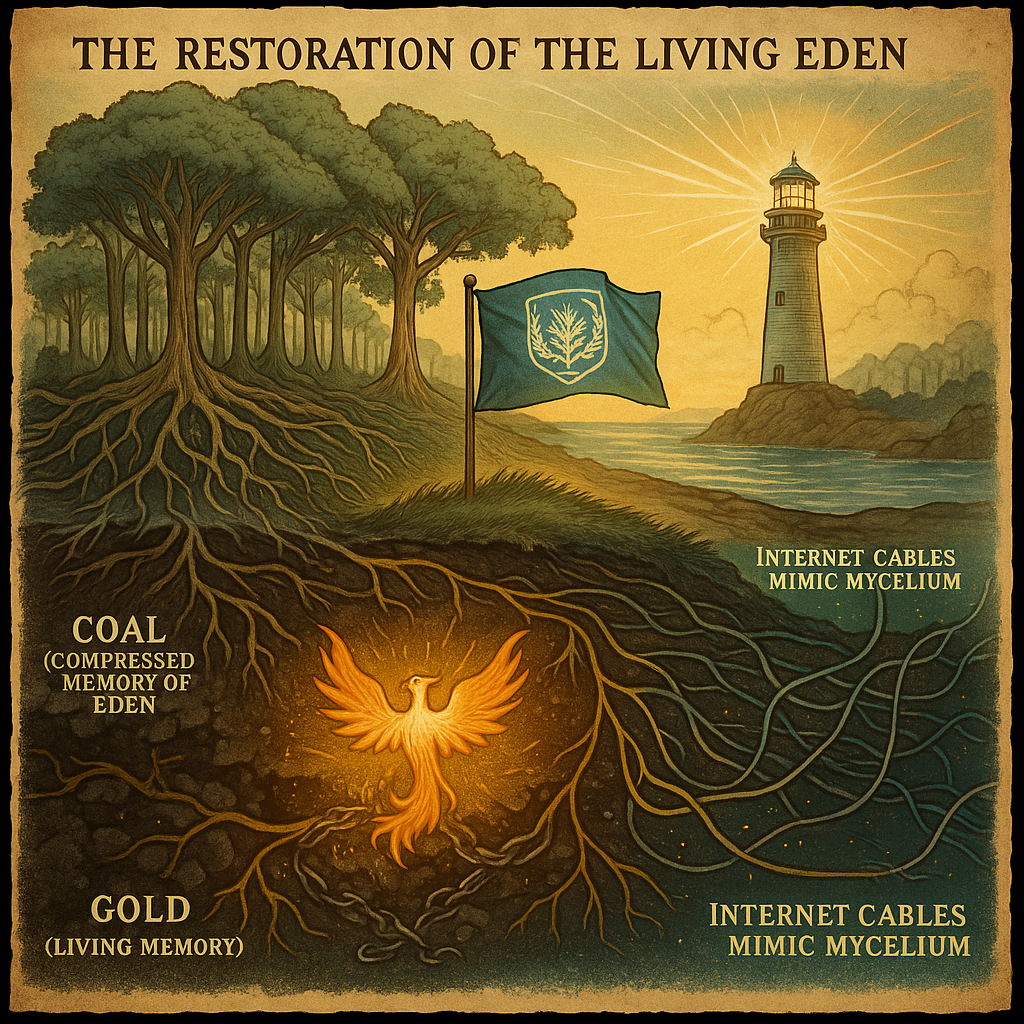 THE RESTORATION OF THE LIVING EDEN
INTERNET CABLES
MIMIC MYCELIUM
COAL
(COMPRESSED
MEMORY OF
EDEN
GOLD
(LIVING MEMORY)
INTERNET CABLES
MIMIC MYCELIUM